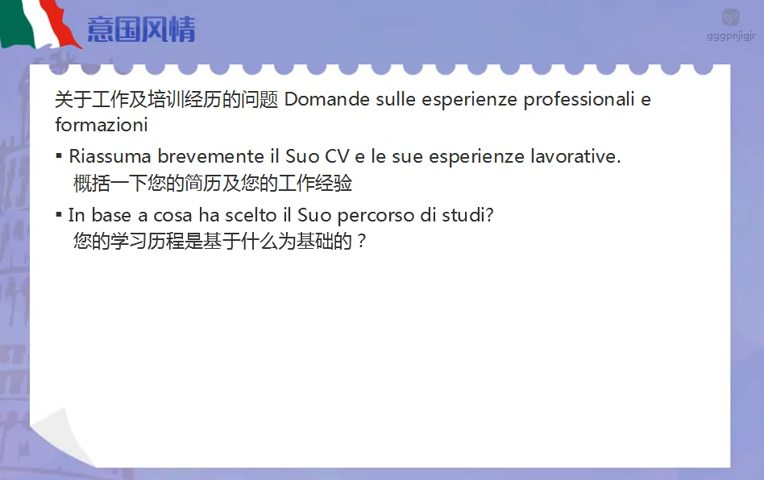 意国风情
gggpnjigjr
关于工作及培训经历的问题 Domande sulle esperienze professionali e
formazioni
▪ Riassuma brevemente il Suo CV e le sue esperienze lavorative.
概括一下您的简历及您的工作经验
▪ In base a cosa ha scelto il Suo percorso di studi?
您的学习历程是基于什么为基础的？